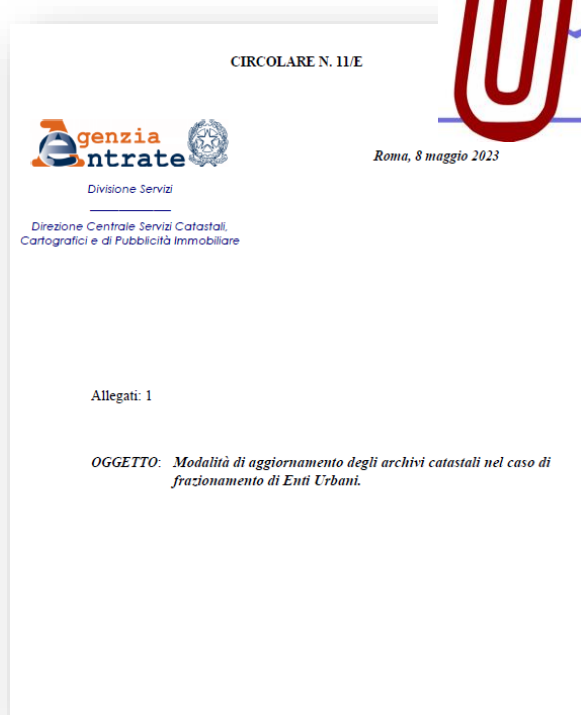 CIRCOLARE N. 11/E
Agenzia
Entrate
Roma, 8 maggio 2023
Divisione Servizi
Direzione Centrale Servizi Catastali,
Cartografici e di Pubblicità Immobiliare
Allegati: 1
OGGETTO: Modalità di aggiornamento degli archivi catastali nel caso di
frazionamento di Enti Urbani.